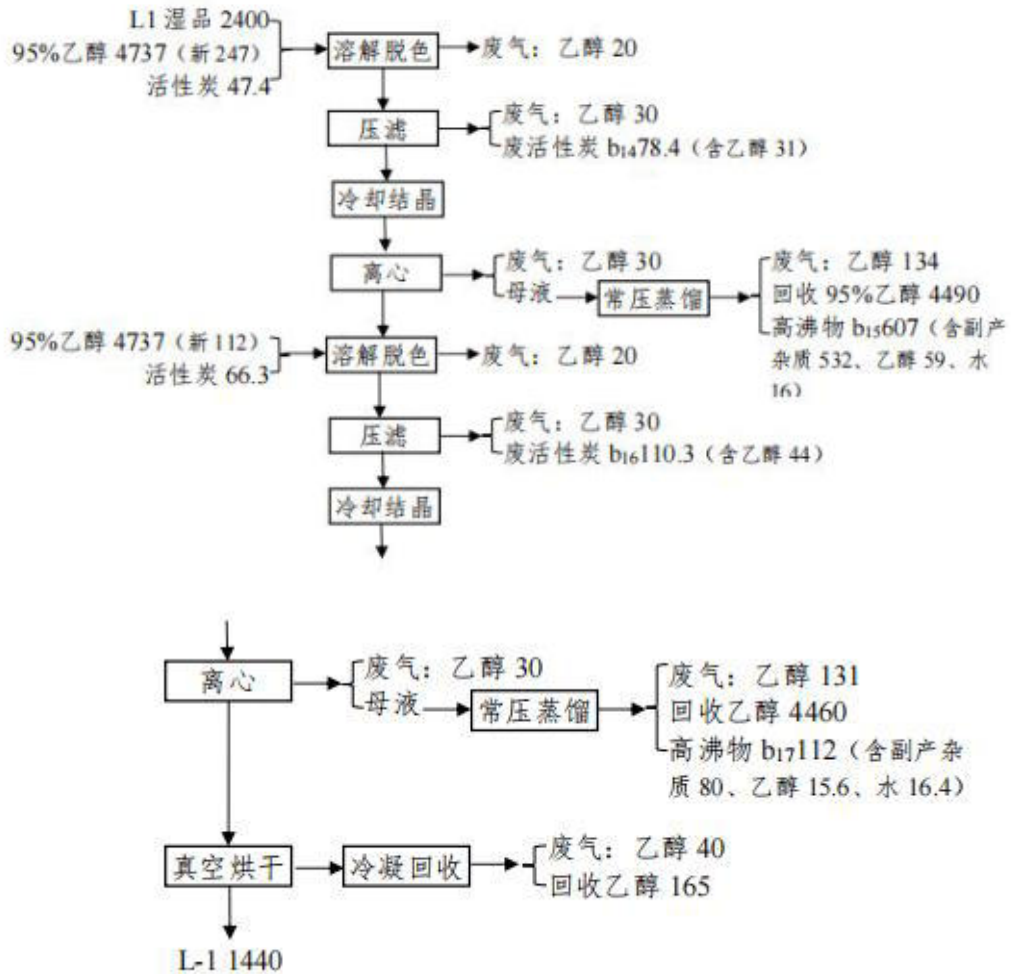 L1 湿品 2400
95%乙醇 4737（新 247）
活性炭 47.4
溶解脱色
废气：乙醇 20
压滤
废气：乙醇 30
废活性炭 b₁₄78.4（含乙醇 31）
冷却结晶
离心
废气：乙醇 30
母液
常压蒸馏
废气：乙醇 134
回收 95%乙醇 4490
高沸物 b₁₅607（含副产
杂质 532、乙醇 59、水
16）
95%乙醇 4737（新 112）
活性炭 66.3
溶解脱色
废气：乙醇 20
压滤
废气：乙醇 30
废活性炭 b₁₆110.3（含乙醇 44）
冷却结晶
离心
废气：乙醇 30
母液
常压蒸馏
废气：乙醇 131
回收乙醇 4460
高沸物 b₁₇112（含副产杂
质 80、乙醇 15.6、水 16.4）
真空烘干
冷凝回收
废气：乙醇 40
回收乙醇 165
L-1 1440